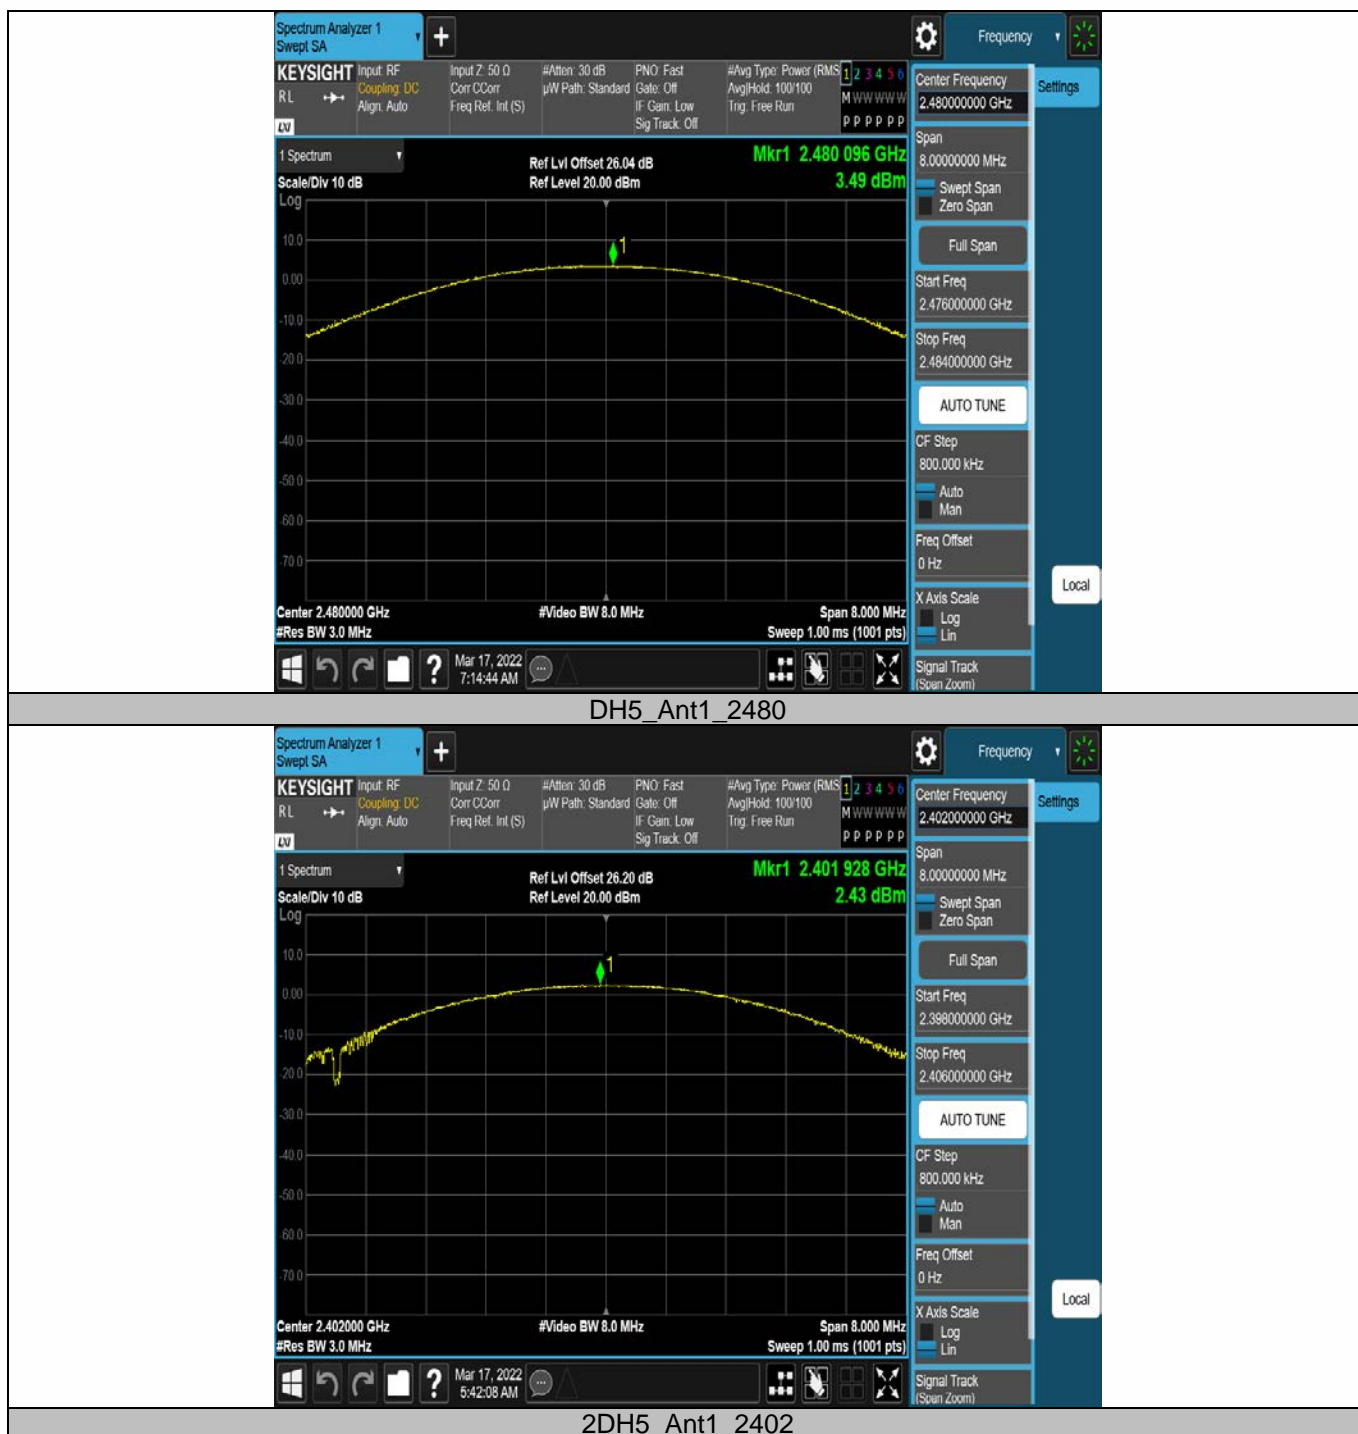 Spectrum Analyzer 1
Swept SA
+
Frequency
KEYSIGHT
RL
LXI
Input: RF
Coupling: DC
Align: Auto
Input Z: 50 Ω
Corr CCorr
Freq Ref: Int (S)
#Atten: 30 dB
µW Path: Standard
PNO: Fast
Gate: Off
IF Gain: Low
Sig Track: Off
#Avg Type: Power (RMS
Avg|Hold: 100/100
Trig: Free Run
1 2 3 4 5 6
M W W W W W
P P P P P P
1 Spectrum
Scale/Div 10 dB
Ref Lvl Offset 26.04 dB
Ref Level 20.00 dBm
Mkr1 2.480 096 GHz
3.49 dBm
Log
10.0
0.00
-10.0
-20.0
-30.0
-40.0
-50.0
-60.0
-70.0
1
Center 2.480000 GHz
#Res BW 3.0 MHz
#Video BW 8.0 MHz
Span 8.000 MHz
Sweep 1.00 ms (1001 pts)
?
Mar 17, 2022
7:14:44 AM
Center Frequency
2.480000000 GHz
Settings
Span
8.00000000 MHz
Swept Span
Zero Span
Full Span
Start Freq
2.476000000 GHz
Stop Freq
2.484000000 GHz
AUTO TUNE
CF Step
800.000 kHz
Auto
Man
Freq Offset
0 Hz
Local
X Axis Scale
Log
Lin
Signal Track
(Span Zoom)
DH5_Ant1_2480
Spectrum Analyzer 1
Swept SA
+
Frequency
KEYSIGHT
RL
LXI
Input: RF
Coupling: DC
Align: Auto
Input Z: 50 Ω
Corr CCorr
Freq Ref: Int (S)
#Atten: 30 dB
µW Path: Standard
PNO: Fast
Gate: Off
IF Gain: Low
Sig Track: Off
#Avg Type: Power (RMS
Avg|Hold: 100/100
Trig: Free Run
1 2 3 4 5 6
M W W W W W
P P P P P P
1 Spectrum
Scale/Div 10 dB
Ref Lvl Offset 26.20 dB
Ref Level 20.00 dBm
Mkr1 2.401 928 GHz
2.43 dBm
Log
10.0
0.00
-10.0
-20.0
-30.0
-40.0
-50.0
-60.0
-70.0
1
Center 2.402000 GHz
#Res BW 3.0 MHz
#Video BW 8.0 MHz
Span 8.000 MHz
Sweep 1.00 ms (1001 pts)
?
Mar 17, 2022
5:42:08 AM
Center Frequency
2.402000000 GHz
Settings
Span
8.00000000 MHz
Swept Span
Zero Span
Full Span
Start Freq
2.398000000 GHz
Stop Freq
2.406000000 GHz
AUTO TUNE
CF Step
800.000 kHz
Auto
Man
Freq Offset
0 Hz
Local
X Axis Scale
Log
Lin
Signal Track
(Span Zoom)
2DH5_Ant1_2402